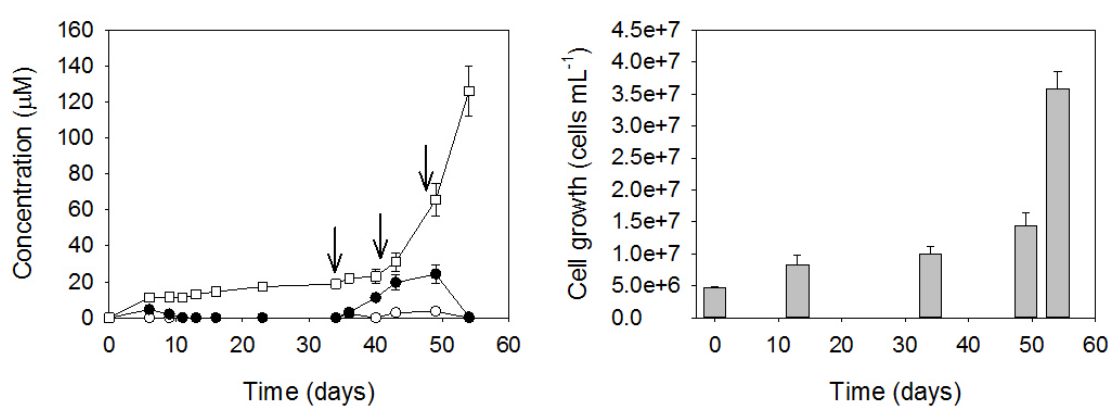 160
140
120
100
80
60
40
20
0
Concentration (μM)
0 10 20 30 40 50 60
Time (days)
4.5e+7
4.0e+7
3.5e+7
3.0e+7
2.5e+7
2.0e+7
1.5e+7
1.0e+7
5.0e+6
0.0
Cell growth (cells mL⁻¹)
0 10 20 30 40 50 60
Time (days)